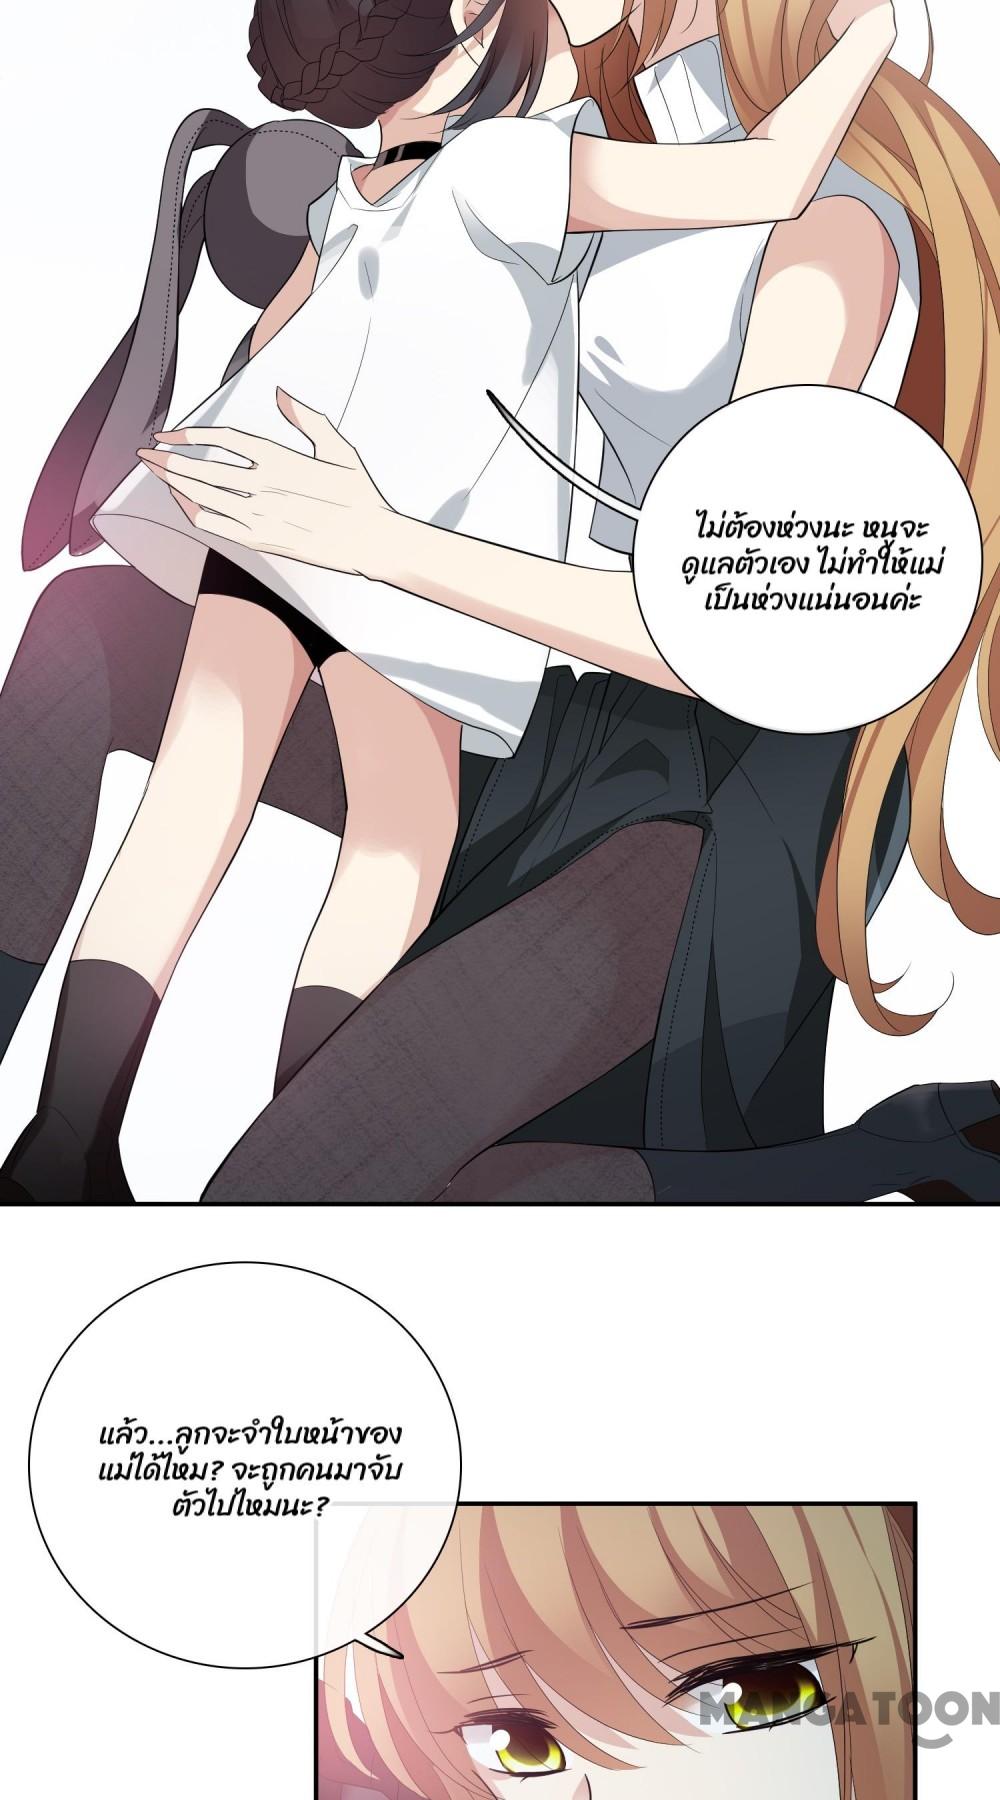 ไม่ต้องห่วงนะ หนูจะ
ดูแลตัวเอง ไม่ทำให้แม่
เป็นห่วงแน่นอนค่ะ
แล้ว...ลูกจะจำใบหน้าของ
แม่ได้ไหม? จะถูกคนมาจับ
ตัวไปไหมนะ?
MANGATOON